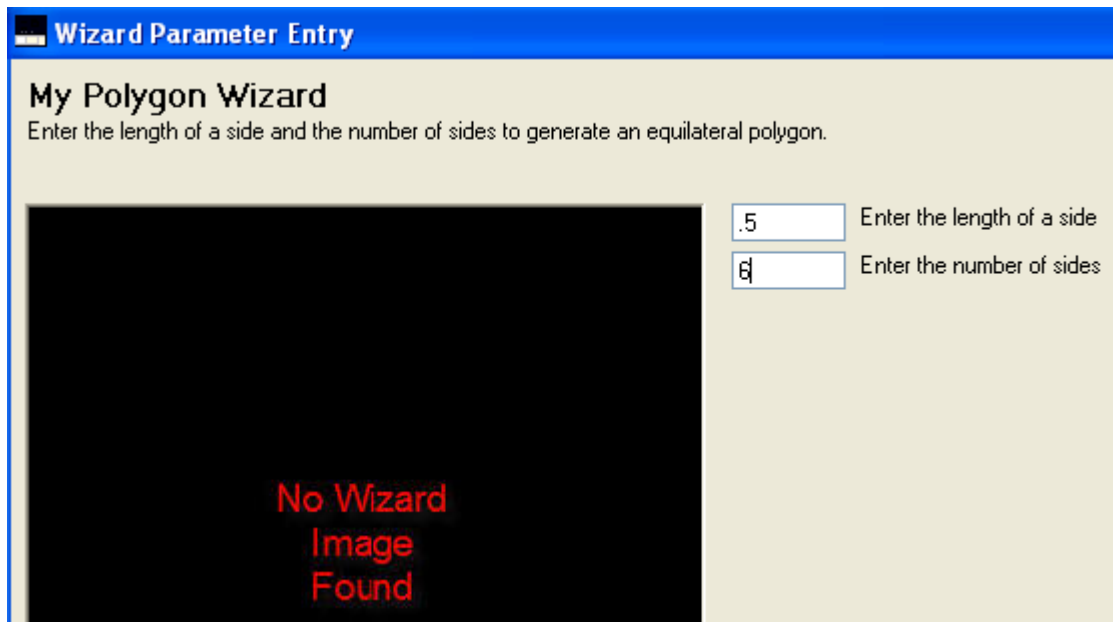 Wizard Parameter Entry
My Polygon Wizard
Enter the length of a side and the number of sides to generate an equilateral polygon.
.5 Enter the length of a side
6 Enter the number of sides
No Wizard
Image
Found